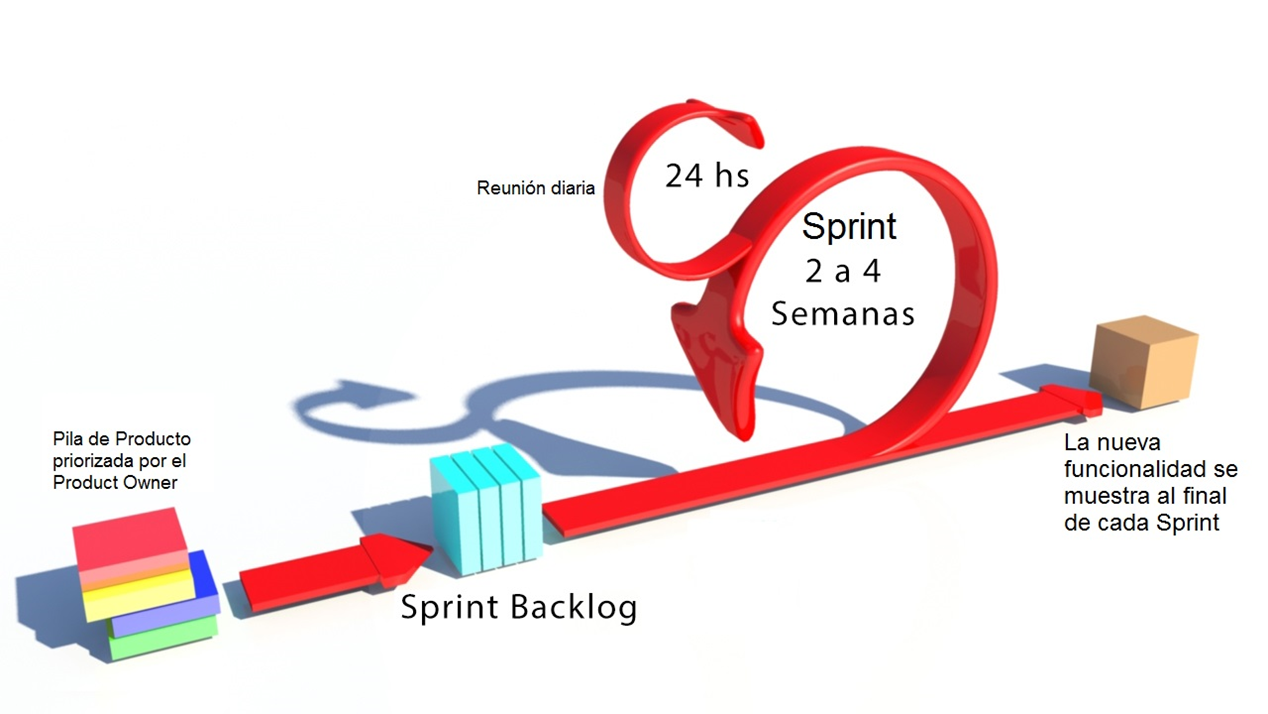 24 hs
Reunión diaria
Sprint
2 a 4
Semanas
Pila de Producto
priorizada por el
Product Owner
La nueva
funcionalidad se
muestra al final
de cada Sprint
Sprint Backlog